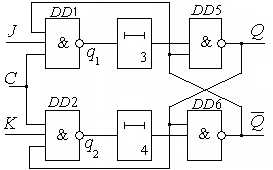 DD1 DD5
J & & Q
q1 3
C
DD2 DD6
K & & Q̅
q2 4